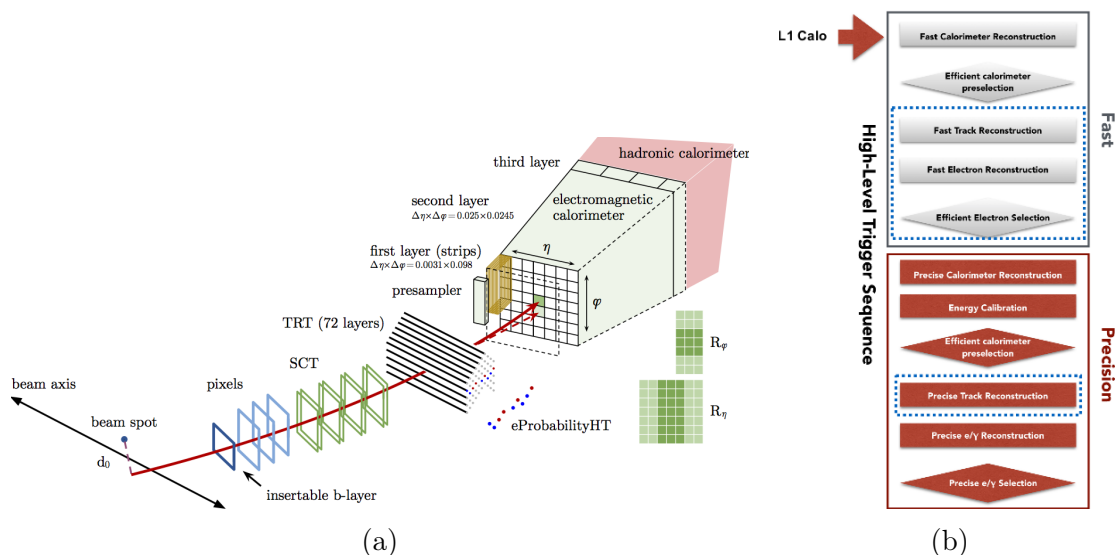 hadronic calorimeter
third layer
second layer
Δη×Δφ=0.025×0.0245
electromagnetic
calorimeter
first layer (strips)
Δη×Δφ=0.0031×0.098
presampler
η
φ
TRT (72 layers)
SCT
pixels
beam axis
beam spot
d₀
insertable b-layer
eProbabilityHT
Rφ
Rη
(a)
L1 Calo
High-Level Trigger Sequence
Fast Calorimeter Reconstruction
Efficient calorimeter
preselection
Fast Track Reconstruction
Fast Electron Reconstruction
Efficient Electron Selection
Fast
Precise Calorimeter Reconstruction
Energy Calibration
Efficient calorimeter
preselection
Precise Track Reconstruction
Precise e/γ Reconstruction
Precise e/γ Selection
Precision
(b)